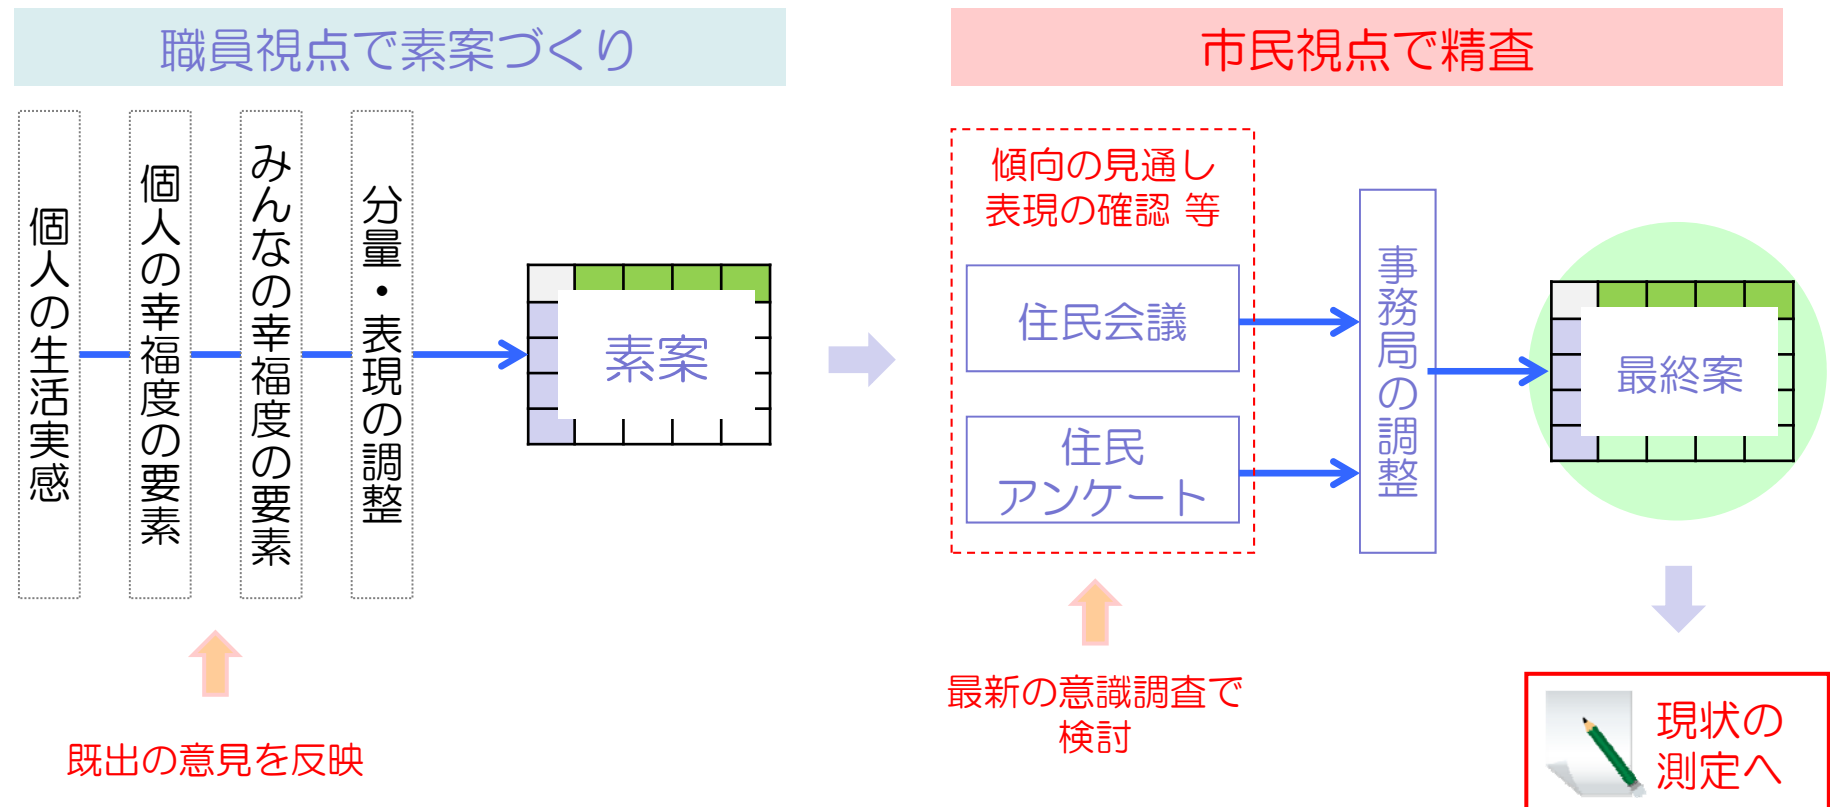 職員視点で素案づくり
個人の生活実感
個人の幸福度の要素
みんなの幸福度の要素
分量・表現の調整
素案
既出の意見を反映
市民視点で精査
傾向の見通し
表現の確認 等
住民会議
住民
アンケート
事務局の調整
最終案
最新の意識調査で
検討
現状の
測定へ